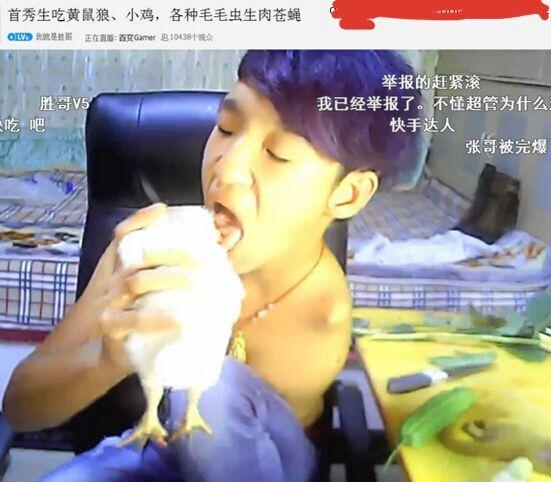 首秀生吃黄鼠狼、小鸡，各种毛毛虫生肉苍蝇
LV5 我就是胜哥 正在直播: 百变Gamer 10438个观众
举报的赶紧滚
胜哥V5
我已经举报了。不懂超管为什么
吃 吧
快手达人
张哥被完爆